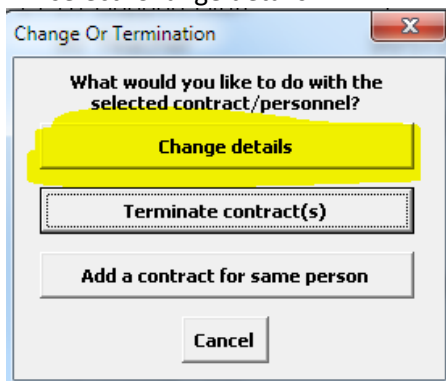 Change Or Termination
What would you like to do with the
selected contract/personnel?
Change details
Terminate contract(s)
Add a contract for same person
Cancel